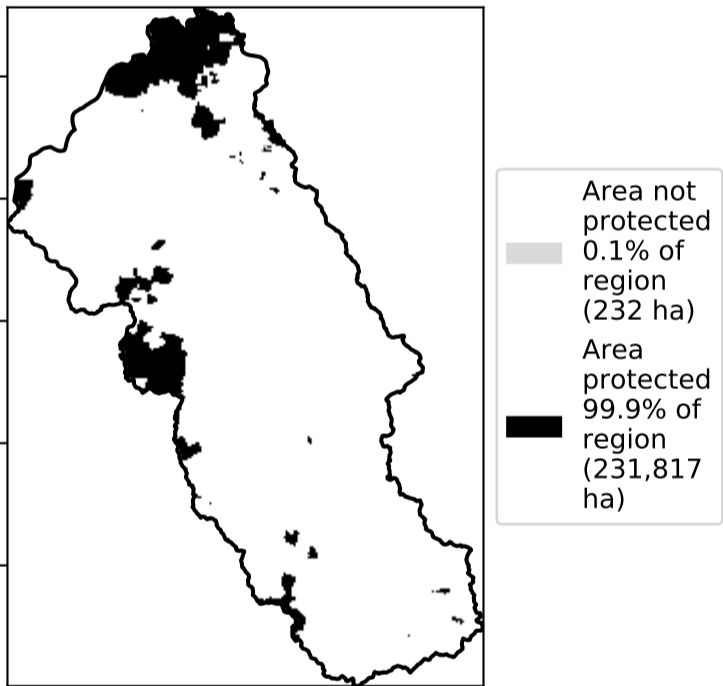 Area not
protected
0.1% of
region
(232 ha)
Area
protected
99.9% of
region
(231,817
ha)